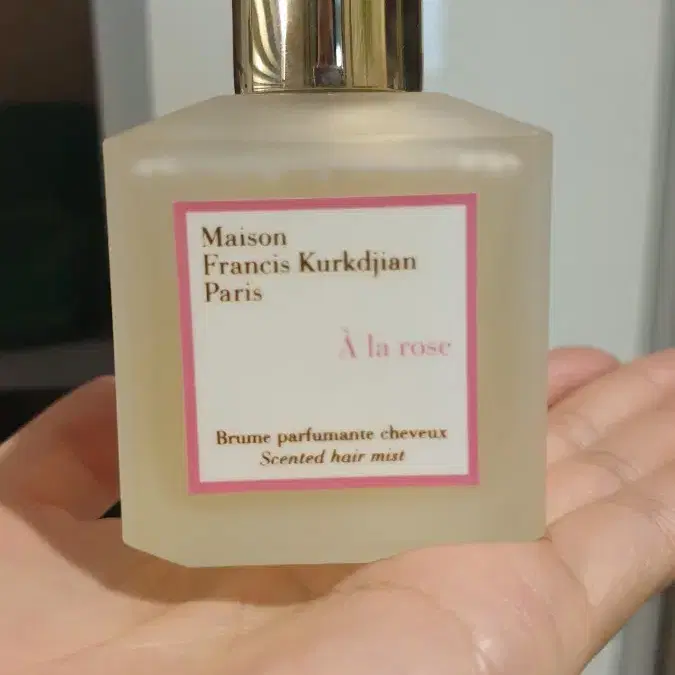 Maison
Francis Kurkdjian
Paris
À la rose
Brume parfumante cheveux
Scented hair mist